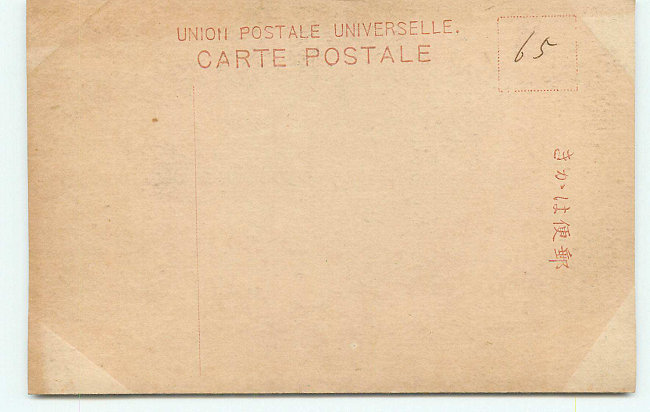 UNION POSTALE UNIVERSELLE.
CARTE POSTALE
65
郵便はがき